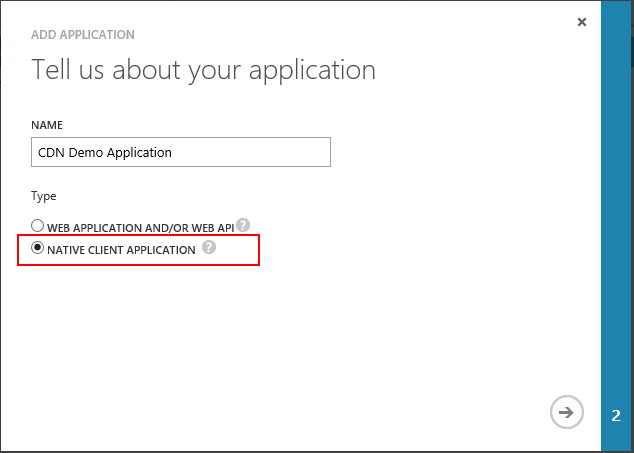 ADD APPLICATION
Tell us about your application
NAME
CDN Demo Application
Type
WEB APPLICATION AND/OR WEB API ?
NATIVE CLIENT APPLICATION ?
2